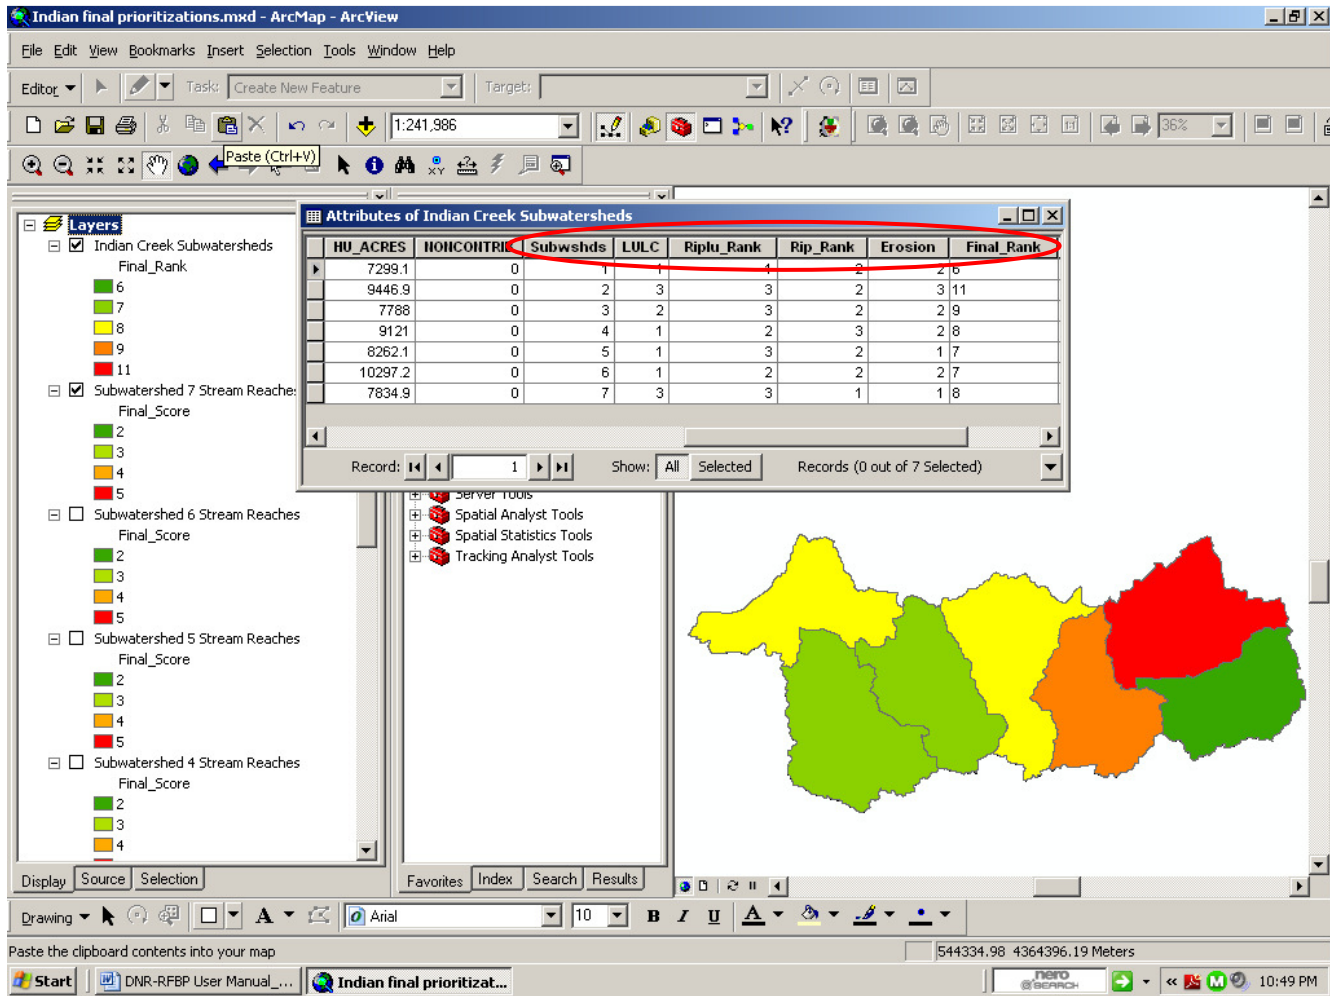 Indian final prioritizations.mxd - ArcMap - ArcView
File Edit View Bookmarks Insert Selection Tools Window Help
Editor Task: Create New Feature Target:
1:241,986 36%
Paste (Ctrl+V)
Layers
Indian Creek Subwatersheds
Final_Rank
6
7
8
9
11
Subwatershed 7 Stream Reaches
Final_Score
2
3
4
5
Subwatershed 6 Stream Reaches
Final_Score
2
3
4
5
Subwatershed 5 Stream Reaches
Final_Score
2
3
4
5
Subwatershed 4 Stream Reaches
Final_Score
2
3
4
Display Source Selection
Attributes of Indian Creek Subwatersheds
HU_ACRES NONCONTRI Subwshds LULC Riplu_Rank Rip_Rank Erosion Final_Rank
7299.1 0 1 1 1 2 2 6
9446.9 0 2 3 3 2 3 11
7788 0 3 2 3 2 2 9
9121 0 4 1 2 3 2 8
8262.1 0 5 1 3 2 1 7
10297.2 0 6 1 2 2 2 7
7834.9 0 7 3 3 1 1 8
Record: 1 Show: All Selected Records (0 out of 7 Selected)
Server Tools
Spatial Analyst Tools
Spatial Statistics Tools
Tracking Analyst Tools
Favorites Index Search Results
Drawing A Arial 10 B I U A
Paste the clipboard contents into your map 544334.98 4364396.19 Meters
Start DNR-RFBP User Manual_... Indian final prioritizat... nero SEARCH 10:49 PM